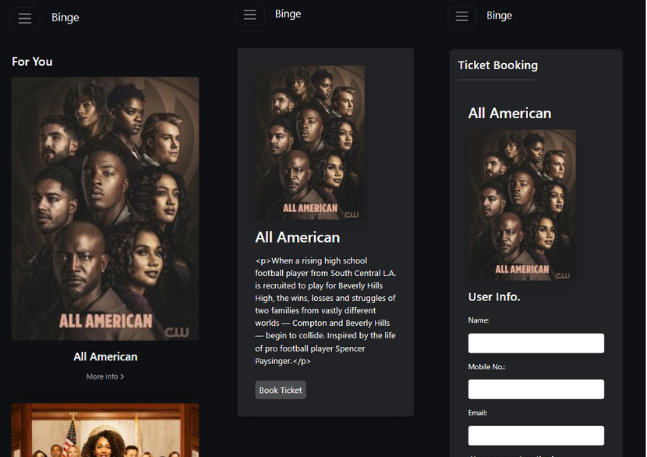 Binge
For You
ALL AMERICAN
CW
All American
More Info >
Binge
ALL AMERICAN
CW
All American
<p>When a rising high school
football player from South Central L.A.
is recruited to play for Beverly Hills
High, the wins, losses and struggles of
two families from vastly different
worlds — Compton and Beverly Hills
— begin to collide. Inspired by the life
of pro football player Spencer
Paysinger.</p>
Book Ticket
Binge
Ticket Booking
All American
ALL AMERICAN
CW
User Info.
Name:
Mobile No.:
Email: